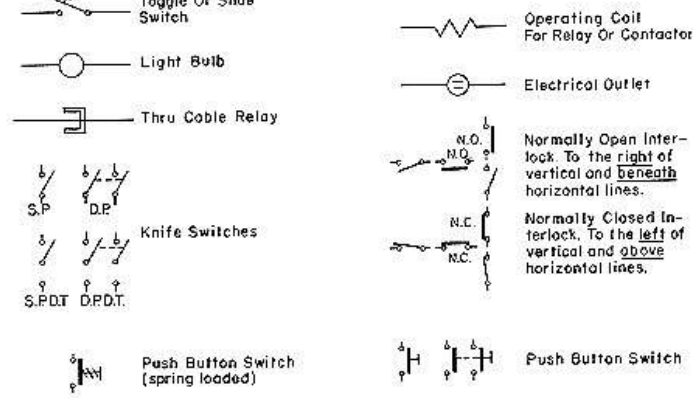 Toggle Or Slide
Switch
Light Bulb
Thru Cable Relay
S.P. D.P.
Knife Switches
S.P.D.T. D.P.D.T.
Push Button Switch
(spring loaded)
Operating Coil
For Relay Or Contactor
Electrical Outlet
N.O.
N.O.
Normally Open Inter-
lock. To the right of
vertical and beneath
horizontal lines.
N.C.
N.C.
Normally Closed In-
terlock. To the left of
vertical and above
horizontal lines.
Push Button Switch